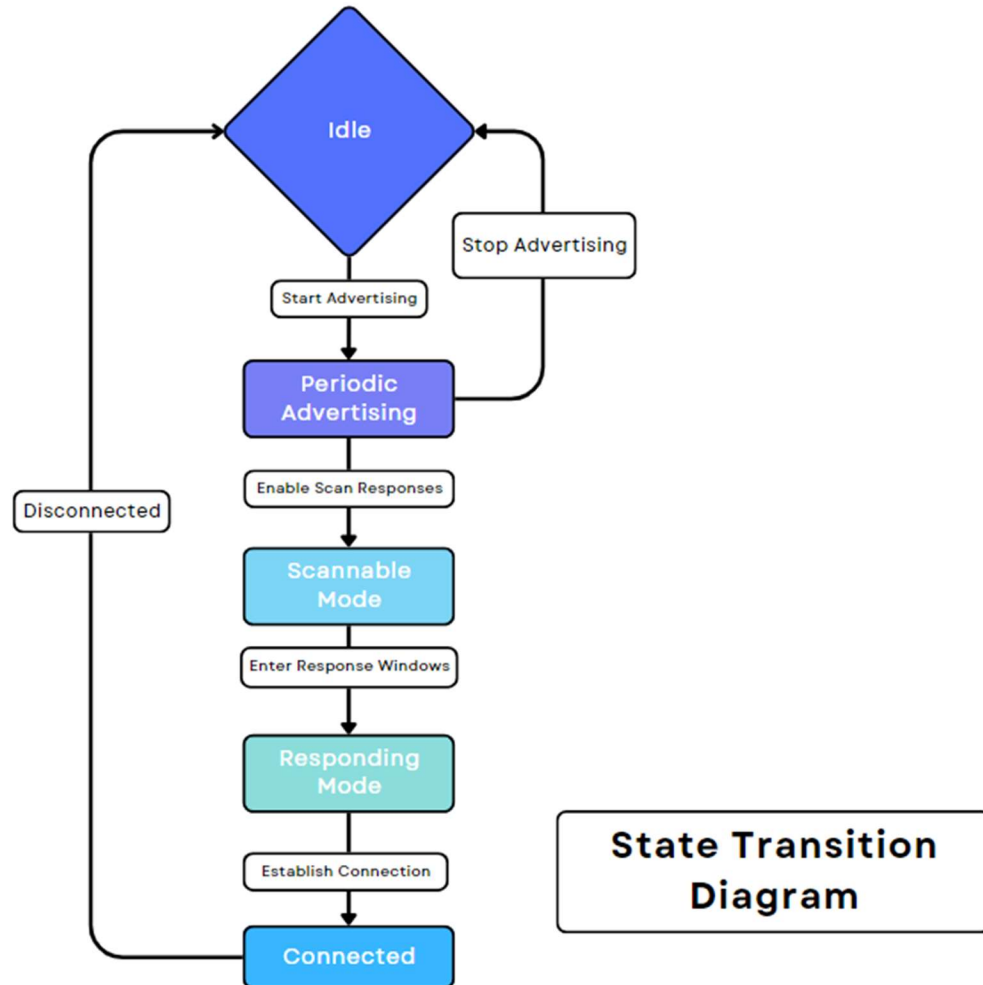 Idle
Stop Advertising
Start Advertising
Periodic
Advertising
Enable Scan Responses
Disconnected
Scannable
Mode
Enter Response Windows
Responding
Mode
State Transition
Diagram
Establish Connection
Connected